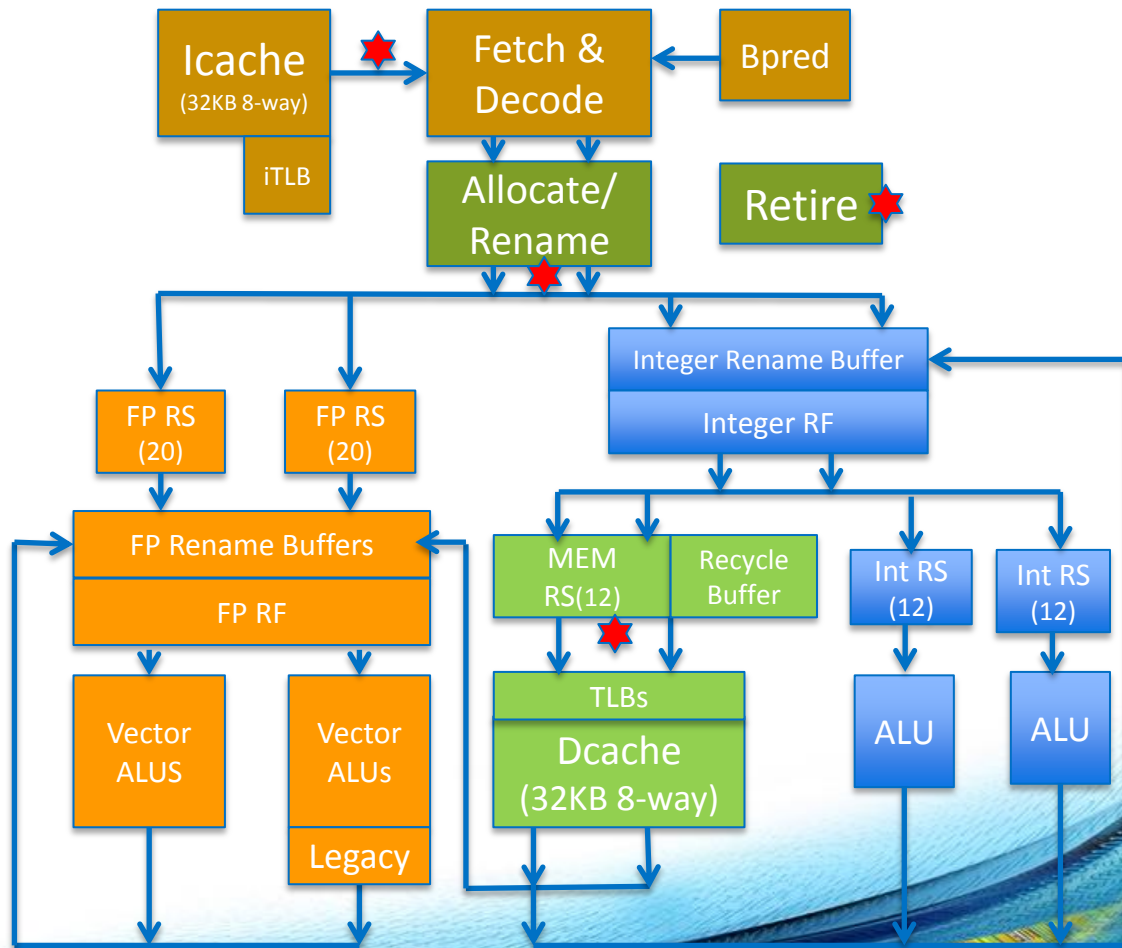 Icache
(32KB 8-way)
iTLB
Fetch &
Decode
Bpred
Allocate/
Rename
Retire
Integer Rename Buffer
Integer RF
FP RS
(20)
FP RS
(20)
FP Rename Buffers
FP RF
MEM
RS(12)
Recycle
Buffer
Int RS
(12)
Int RS
(12)
Vector
ALUS
Vector
ALUs
Legacy
TLBs
Dcache
(32KB 8-way)
ALU
ALU